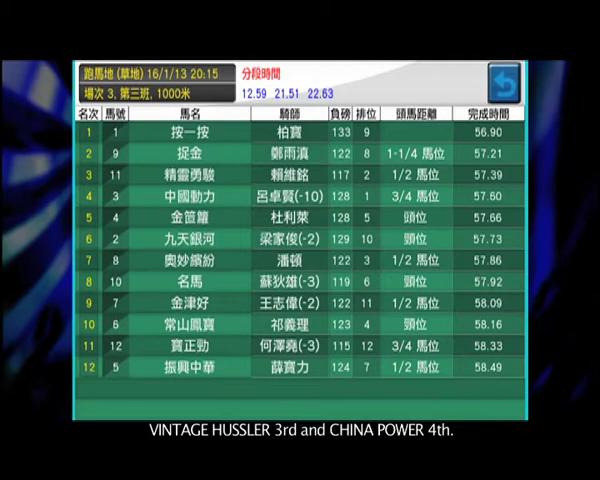 跑馬地 (草地) 16/1/13 20:15
場次 3, 第三班, 1000米
分段時間
12.59 21.51 22.63
名次 馬號 馬名 騎師 負磅 排位 頭馬距離 完成時間
1 1 按一按 柏寶 133 9 56.90
2 9 捉金 鄭雨滇 122 8 1-1/4 馬位 57.21
3 11 精靈勇駿 賴維銘 117 2 1/2 馬位 57.39
4 3 中國動力 呂卓賢(-10) 128 1 3/4 馬位 57.60
5 4 金笸籮 杜利萊 128 5 頭位 57.66
6 2 九天銀河 梁家俊(-2) 129 10 頸位 57.73
7 8 奧妙繽紛 潘頓 122 3 1/2 馬位 57.86
8 10 名馬 蘇狄雄(-3) 119 6 頸位 57.92
9 7 金津好 王志偉(-2) 122 11 1/2 馬位 58.09
10 6 常山鳳寶 祁義理 123 4 頸位 58.16
11 12 寶正勁 何澤堯(-3) 115 12 3/4 馬位 58.33
12 5 振興中華 薛寶力 124 7 1/2 馬位 58.49
VINTAGE HUSSLER 3rd and CHINA POWER 4th.